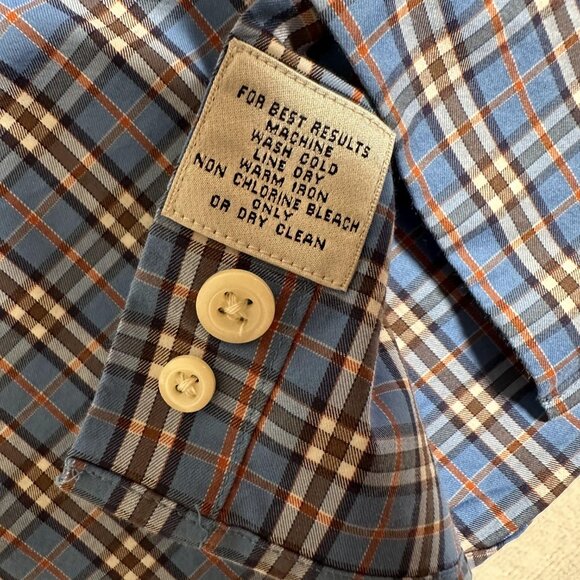 FOR BEST RESULTS
MACHINE
WASH COLD
LINE DRY
WARM IRON
NON CHLORINE BLEACH
ONLY
OR DRY CLEAN